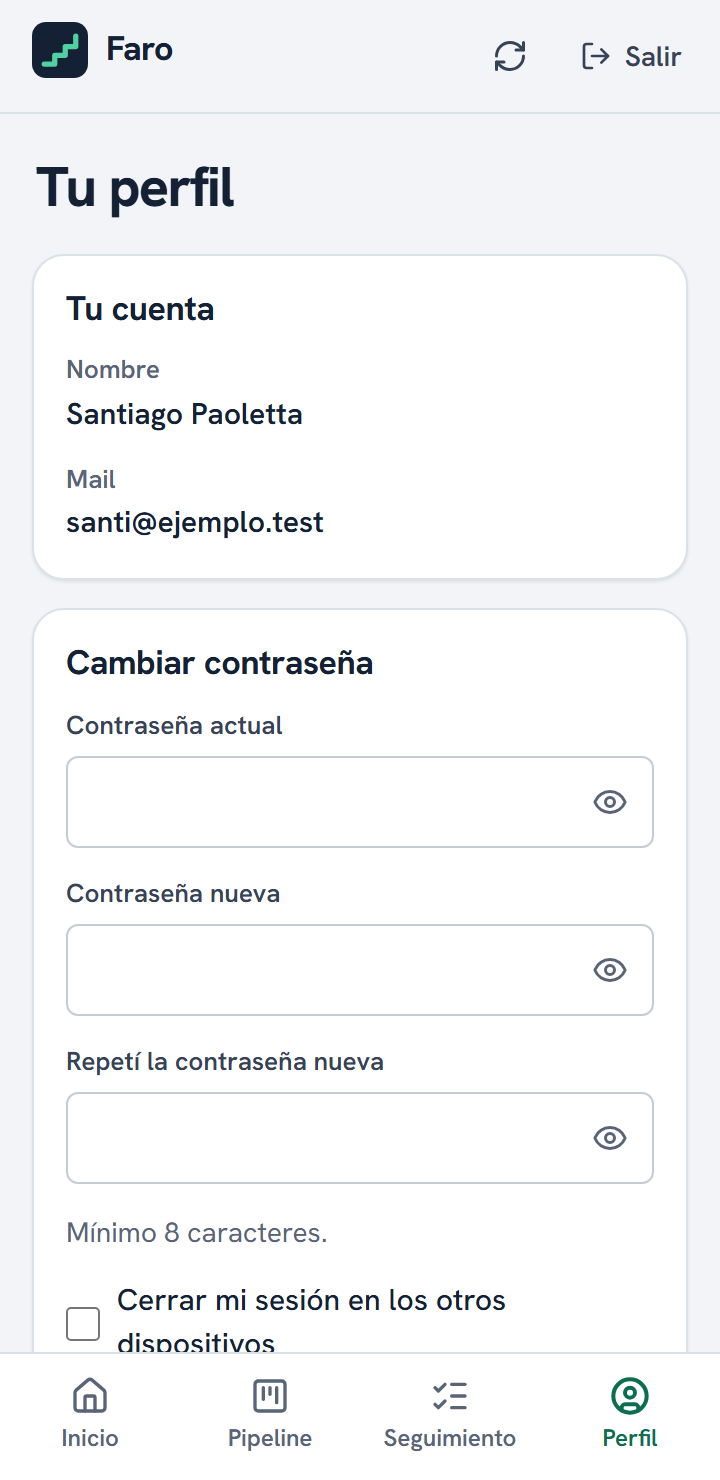 Faro
Salir
Tu perfil
Tu cuenta
Nombre
Santiago Paoletta
Mail
santi@ejemplo.test
Cambiar contraseña
Contraseña actual
Contraseña nueva
Repetí la contraseña nueva
Mínimo 8 caracteres.
Cerrar mi sesión en los otros
dispositivos
Inicio
Pipeline
Seguimiento
Perfil